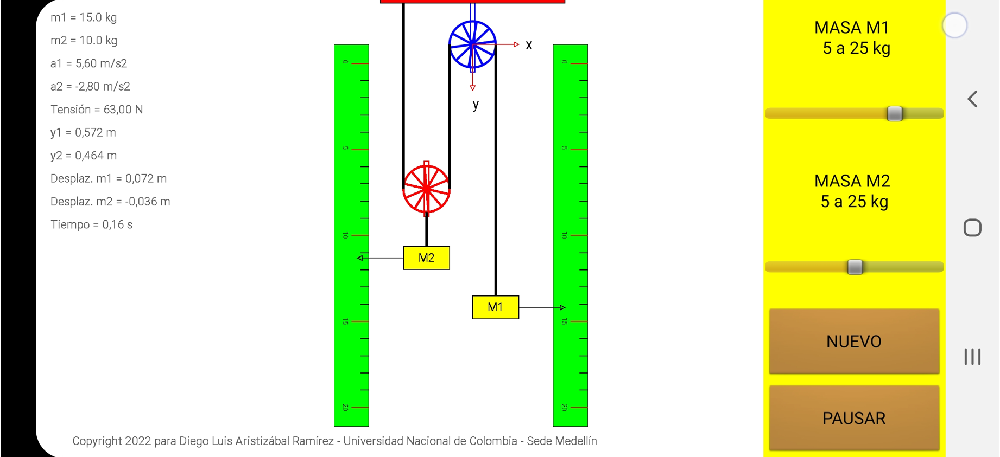 m1 = 15.0 kg
m2 = 10.0 kg
a1 = 5,60 m/s2
a2 = -2,80 m/s2
Tensión = 63,00 N
y1 = 0,572 m
y2 = 0,464 m
Desplaz. m1 = 0,072 m
Desplaz. m2 = -0,036 m
Tiempo = 0,16 s
x
y
0
5
10
15
20
0
5
10
15
20
M2
M1
MASA M1
5 a 25 kg
MASA M2
5 a 25 kg
NUEVO
PAUSAR
Copyright 2022 para Diego Luis Aristizábal Ramírez - Universidad Nacional de Colombia - Sede Medellín